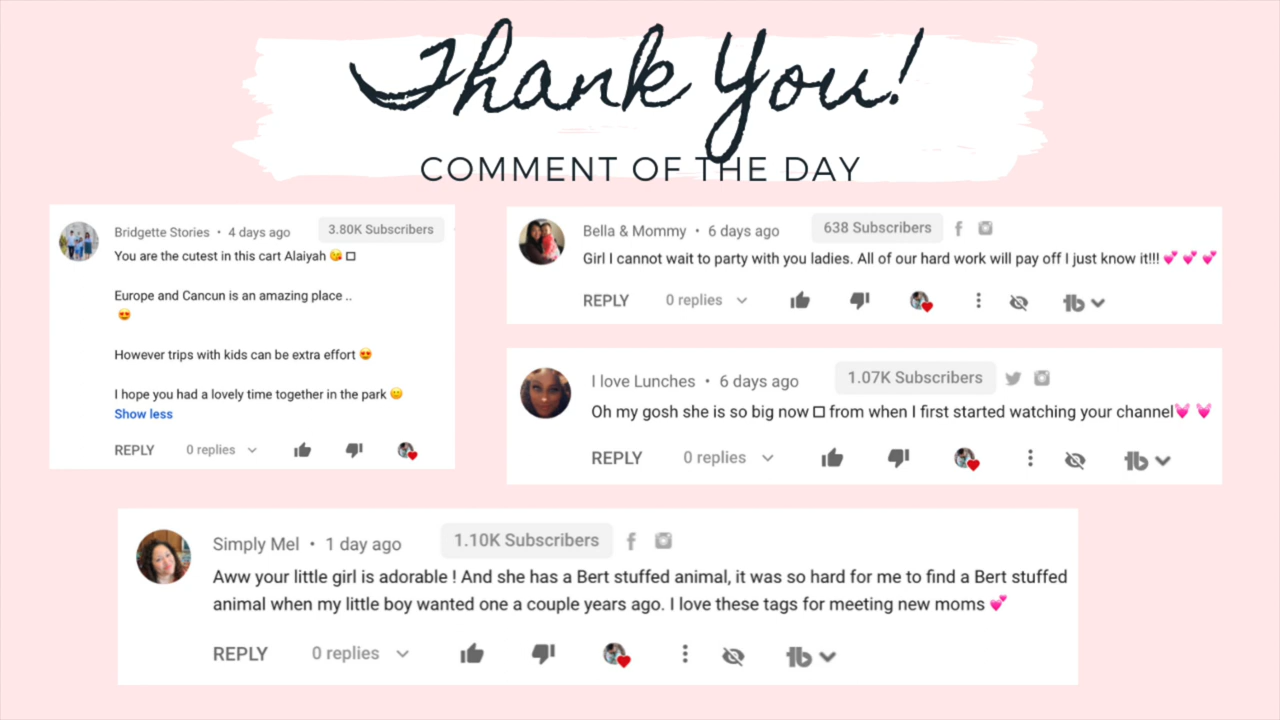 Thank You!
COMMENT OF THE DAY
Bridgette Stories • 4 days ago 3.80K Subscribers
You are the cutest in this cart Alaiyah 😘 □
Europe and Cancun is an amazing place ..
😍
However trips with kids can be extra effort 😍
I hope you had a lovely time together in the park 🙂
Show less
REPLY 0 replies
Bella & Mommy • 6 days ago 638 Subscribers
Girl I cannot wait to party with you ladies. All of our hard work will pay off I just know it!!! 💕 💕 💕
REPLY 0 replies
I love Lunches • 6 days ago 1.07K Subscribers
Oh my gosh she is so big now □ from when I first started watching your channel💓 💓
REPLY 0 replies
Simply Mel • 1 day ago 1.10K Subscribers
Aww your little girl is adorable ! And she has a Bert stuffed animal, it was so hard for me to find a Bert stuffed
animal when my little boy wanted one a couple years ago. I love these tags for meeting new moms 💕
REPLY 0 replies